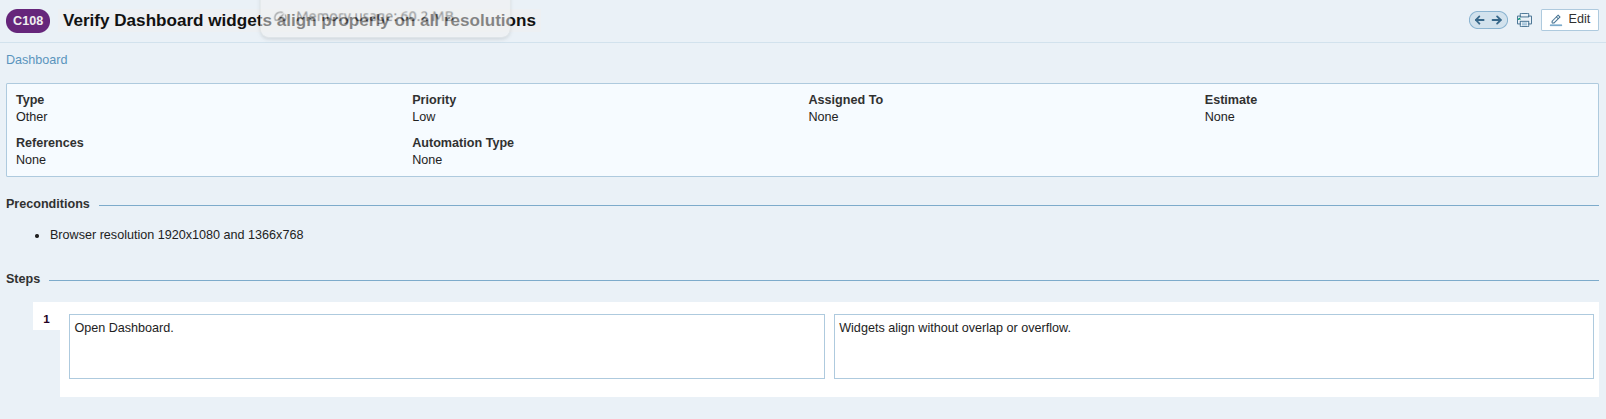 C108 Verify Dashboard widgets align properly on all resolutions Edit
Memory usage: 60.2 MB
Dashboard
Type Priority Assigned To Estimate
Other Low None None
References Automation Type
None None
Preconditions
• Browser resolution 1920x1080 and 1366x768
Steps
1
Open Dashboard. Widgets align without overlap or overflow.